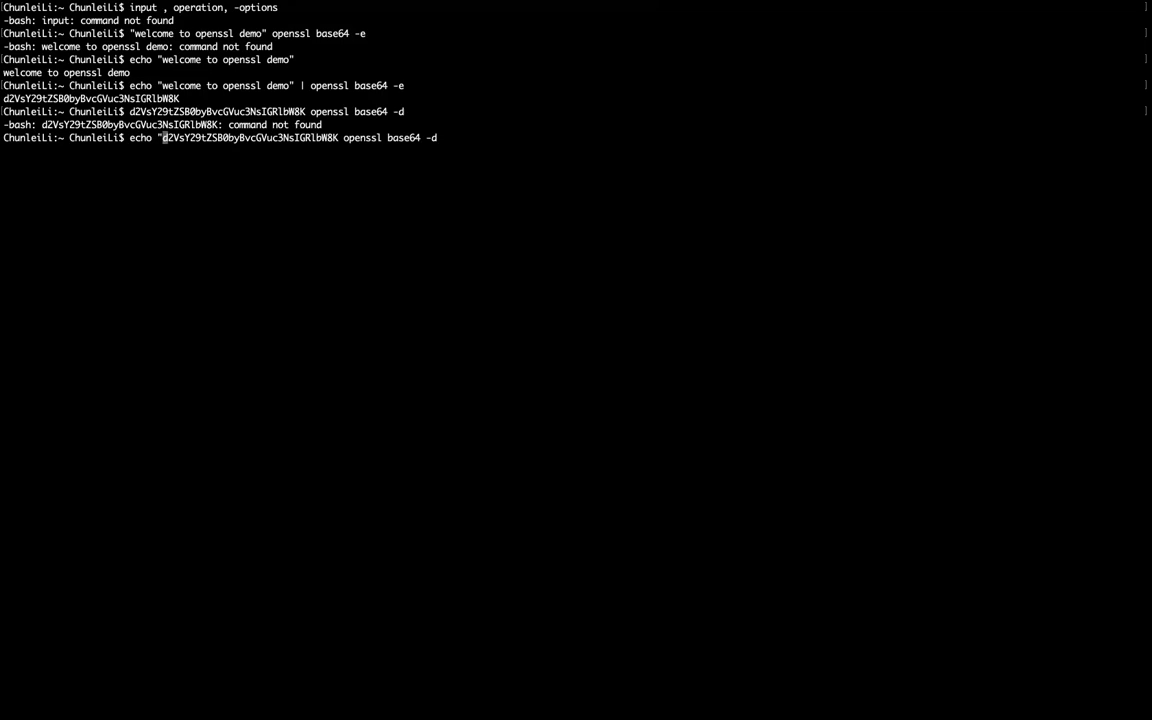 ChunleiLi:~ ChunleiLi$ input , operation, -options
-bash: input: command not found
ChunleiLi:~ ChunleiLi$ "welcome to openssl demo" openssl base64 -e
-bash: welcome to openssl demo: command not found
ChunleiLi:~ ChunleiLi$ echo "welcome to openssl demo"
welcome to openssl demo
ChunleiLi:~ ChunleiLi$ echo "welcome to openssl demo" | openssl base64 -e
d2VsY29tZSB0byBvcGVuc3NsIGRlbW8K
ChunleiLi:~ ChunleiLi$ d2VsY29tZSB0byBvcGVuc3NsIGRlbW8K openssl base64 -d
-bash: d2VsY29tZSB0byBvcGVuc3NsIGRlbW8K: command not found
ChunleiLi:~ ChunleiLi$ echo "d2VsY29tZSB0byBvcGVuc3NsIGRlbW8K openssl base64 -d